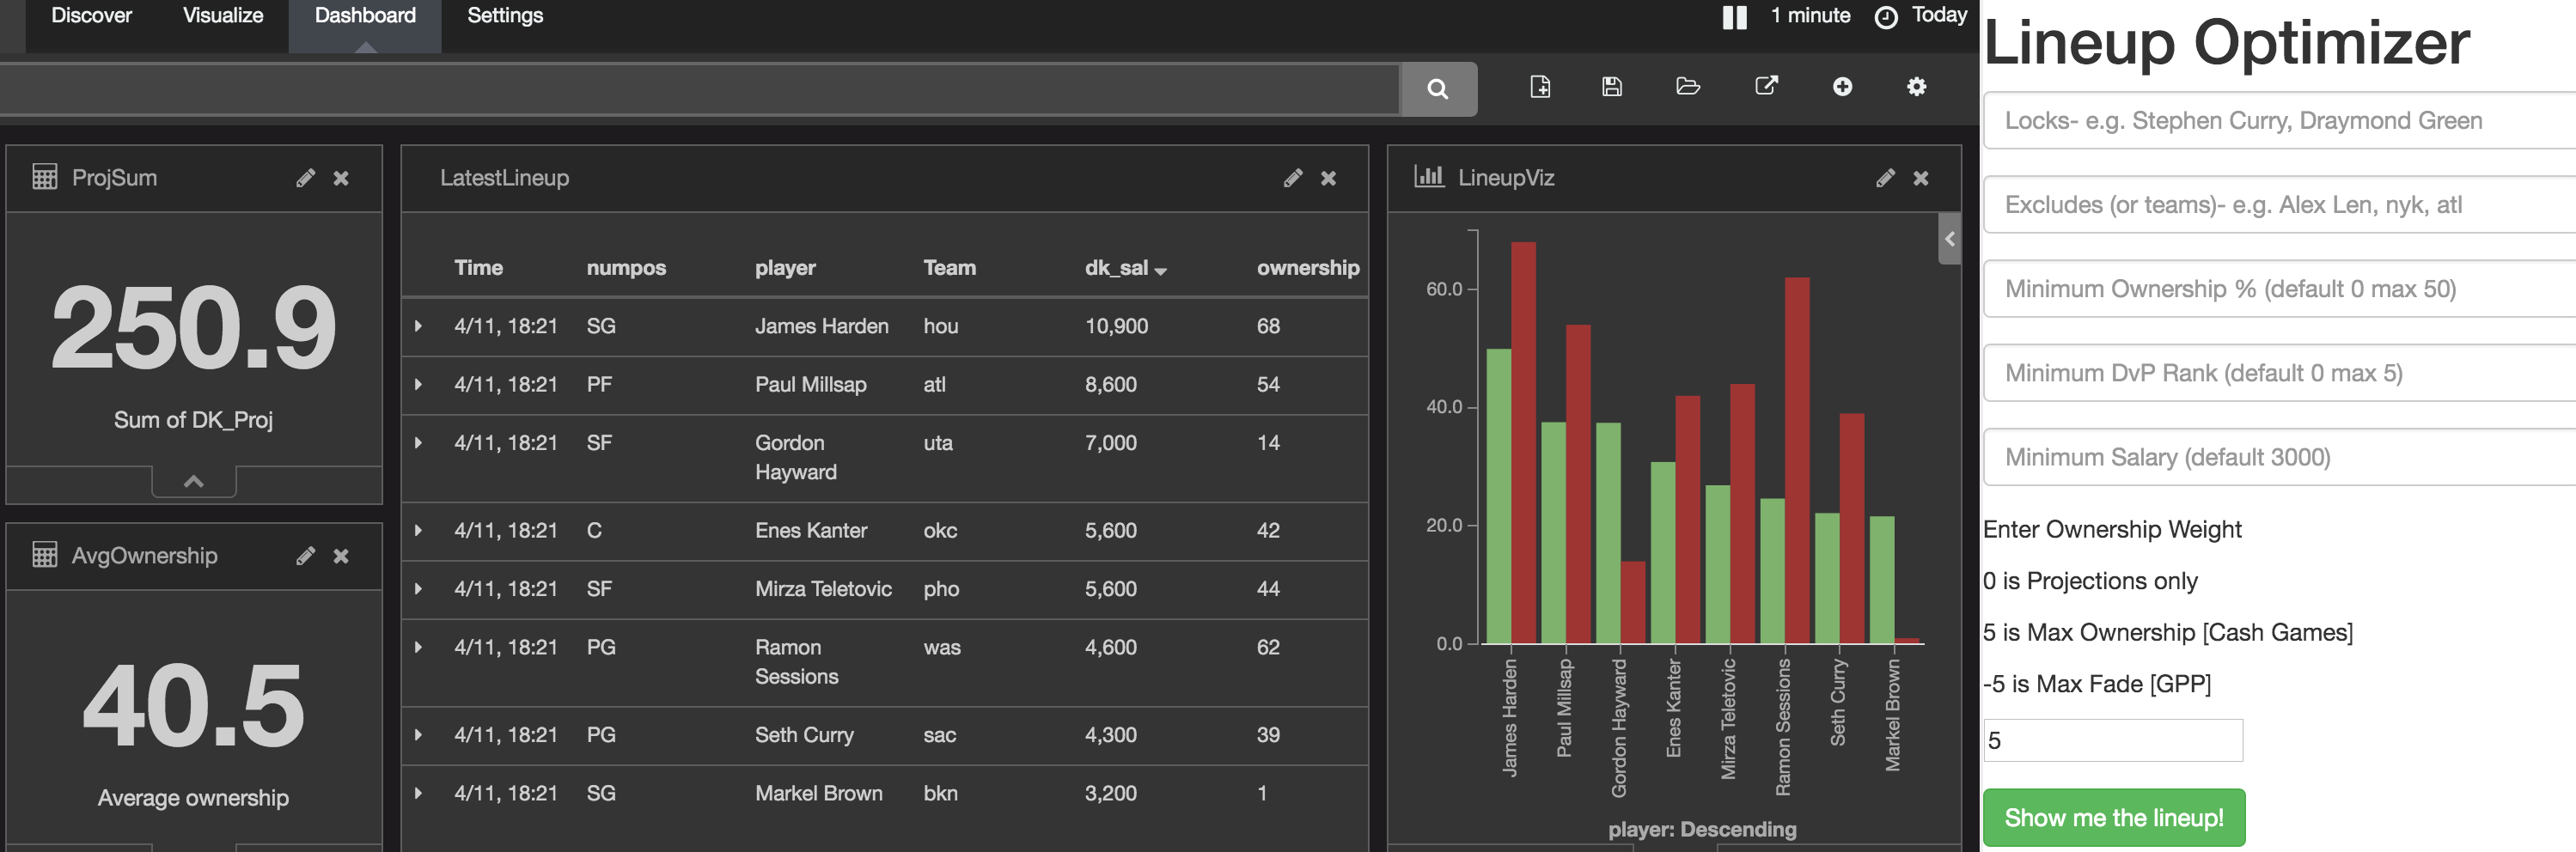 Discover Visualize Dashboard Settings 1 minute Today
ProjSum
250.9
Sum of DK_Proj
AvgOwnership
40.5
Average ownership
LatestLineup
Time numpos player Team dk_sal ownership
4/11, 18:21 SG James Harden hou 10,900 68
4/11, 18:21 PF Paul Millsap atl 8,600 54
4/11, 18:21 SF Gordon Hayward uta 7,000 14
4/11, 18:21 C Enes Kanter okc 5,600 42
4/11, 18:21 SF Mirza Teletovic pho 5,600 44
4/11, 18:21 PG Ramon Sessions was 4,600 62
4/11, 18:21 PG Seth Curry sac 4,300 39
4/11, 18:21 SG Markel Brown bkn 3,200 1
LineupViz
60.0
40.0
20.0
0.0
James Harden
Paul Millsap
Gordon Hayward
Enes Kanter
Mirza Teletovic
Ramon Sessions
Seth Curry
Markel Brown
player: Descending
Lineup Optimizer
Locks- e.g. Stephen Curry, Draymond Green
Excludes (or teams)- e.g. Alex Len, nyk, atl
Minimum Ownership % (default 0 max 50)
Minimum DvP Rank (default 0 max 5)
Minimum Salary (default 3000)
Enter Ownership Weight
0 is Projections only
5 is Max Ownership [Cash Games]
-5 is Max Fade [GPP]
5
Show me the lineup!